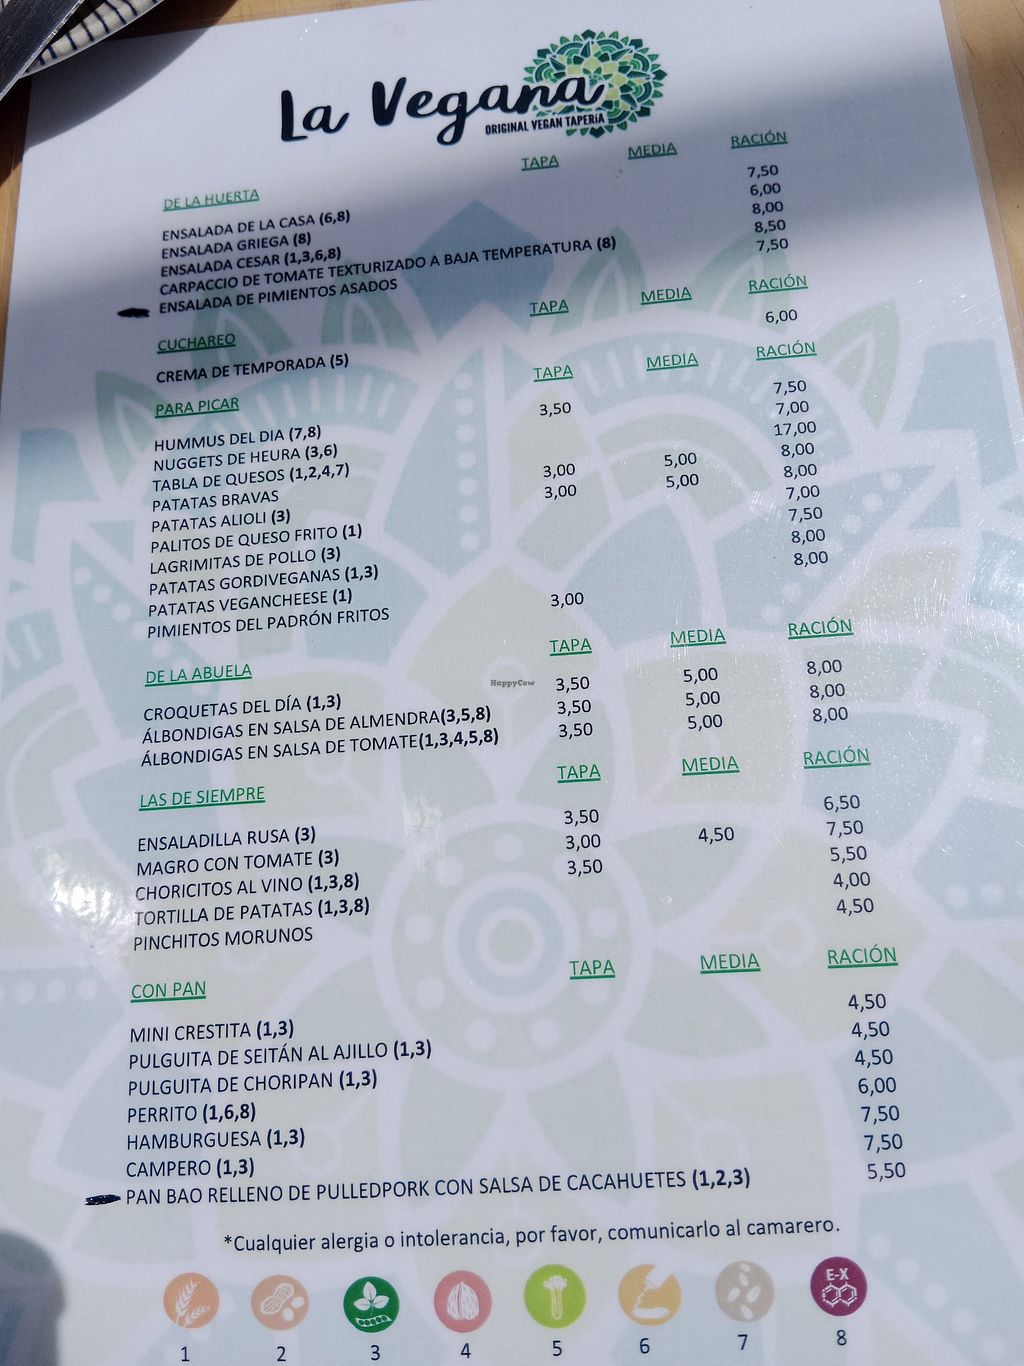 La Vegana
ORIGINAL VEGAN TAPERíA
DE LA HUERTA TAPA MEDIA RACIÓN
ENSALADA DE LA CASA (6,8) 7,50
ENSALADA GRIEGA (8) 6,00
ENSALADA CESAR (1,3,6,8) 8,00
CARPACCIO DE TOMATE TEXTURIZADO A BAJA TEMPERATURA (8) 8,50
ENSALADA DE PIMIENTOS ASADOS 7,50
CUCHAREO TAPA MEDIA RACIÓN
CREMA DE TEMPORADA (5) 6,00
PARA PICAR TAPA MEDIA RACIÓN
HUMMUS DEL DIA (7,8) 3,50 7,50
NUGGETS DE HEURA (3,6) 7,00
TABLA DE QUESOS (1,2,4,7) 17,00
PATATAS BRAVAS 3,00 5,00 8,00
PATATAS ALIOLI (3) 3,00 5,00 8,00
PALITOS DE QUESO FRITO (1) 7,00
LAGRIMITAS DE POLLO (3) 7,50
PATATAS GORDIVEGANAS (1,3) 8,00
PATATAS VEGANCHEESE (1) 8,00
PIMIENTOS DEL PADRÓN FRITOS 3,00
DE LA ABUELA TAPA MEDIA RACIÓN
CROQUETAS DEL DÍA (1,3) 3,50 5,00 8,00
ÁLBONDIGAS EN SALSA DE ALMENDRA(3,5,8) 3,50 5,00 8,00
ÁLBONDIGAS EN SALSA DE TOMATE(1,3,4,5,8) 3,50 5,00 8,00
LAS DE SIEMPRE TAPA MEDIA RACIÓN
ENSALADILLA RUSA (3) 3,50 6,50
MAGRO CON TOMATE (3) 3,00 4,50 7,50
CHORICITOS AL VINO (1,3,8) 3,50 5,50
TORTILLA DE PATATAS (1,3,8) 4,00
PINCHITOS MORUNOS 4,50
CON PAN TAPA MEDIA RACIÓN
MINI CRESTITA (1,3) 4,50
PULGUITA DE SEITÁN AL AJILLO (1,3) 4,50
PULGUITA DE CHORIPAN (1,3) 4,50
PERRITO (1,6,8) 6,00
HAMBURGUESA (1,3) 7,50
CAMPERO (1,3) 7,50
PAN BAO RELLENO DE PULLEDPORK CON SALSA DE CACAHUETES (1,2,3) 5,50
*Cualquier alergia o intolerancia, por favor, comunicarlo al camarero.
E-X
1 2 3 4 5 6 7 8
HappyCow